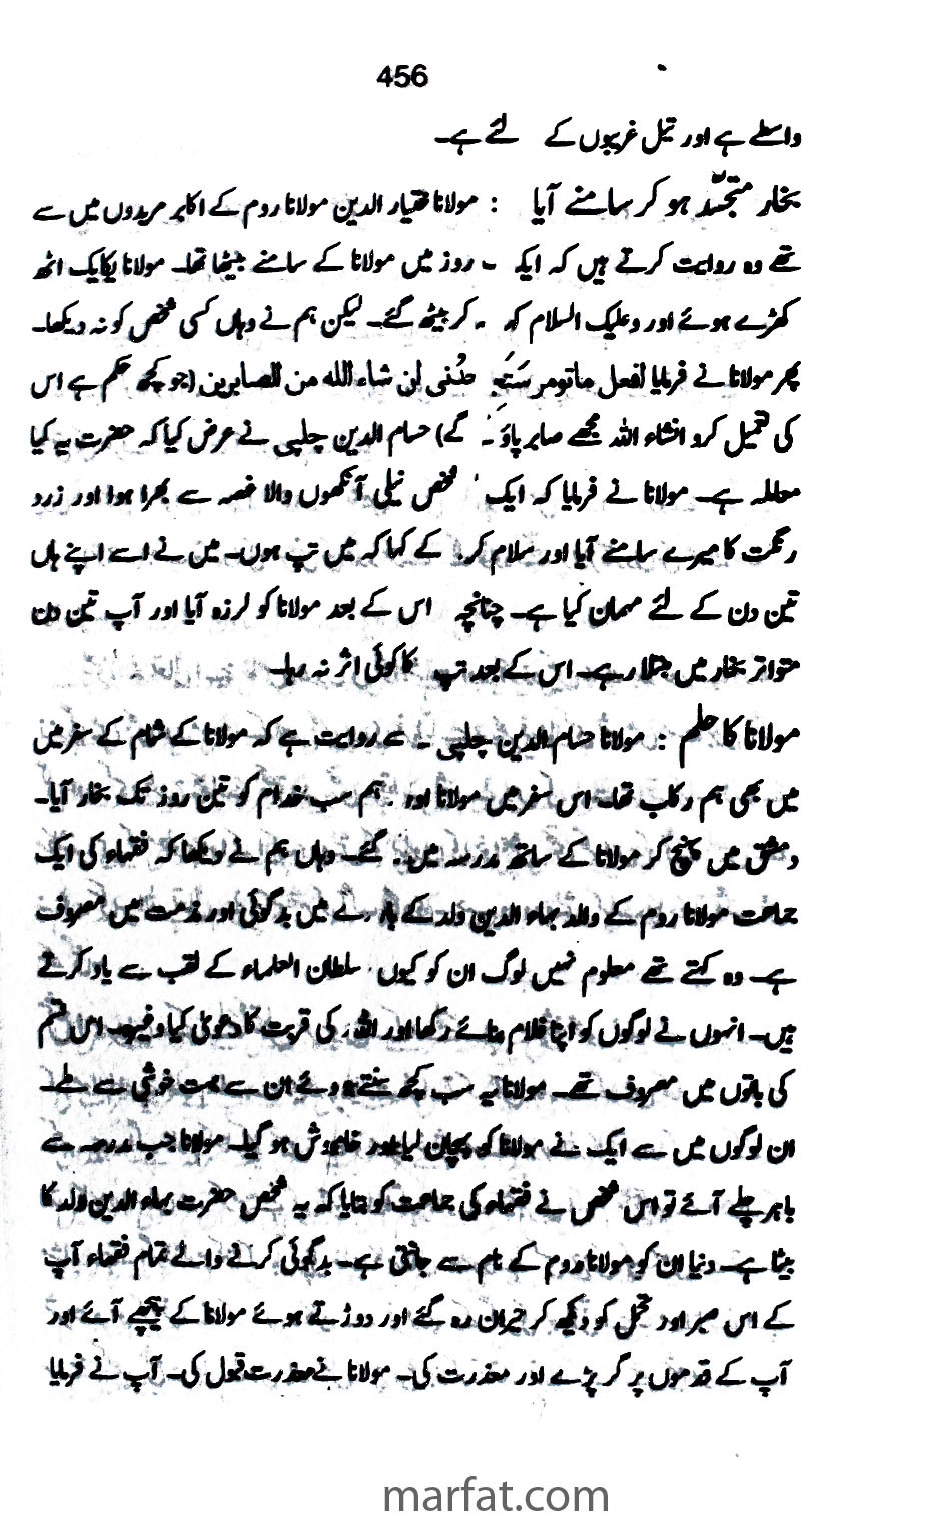 456
واسطے ہے اور تیل غریبوں کے لئے ہے۔
بخار متجسّد ہو کر سامنے آیا : مولانا اختیار الدین مولانا روم کے اکابر مریدوں میں سے
تھے وہ روایت کرتے ہیں کہ ایک روز میں مولانا کے سامنے بیٹھا تھا۔ مولانا یکایک اٹھ
کھڑے ہوئے اور وعلیک السلام کہہ کر بیٹھ گئے۔ لیکن ہم نے وہاں کسی شخص کو نہ دیکھا۔
پھر مولانا نے فرمایا افعل ماتومر ستجدنی ان شاء اللہ من الصابرین (جو کچھ حکم ہے اس
کی تعمیل کرو انشاء اللہ مجھے صابر پاؤ گے) حسام الدین چلپی نے عرض کیا کہ حضرت یہ کیا
معاملہ ہے۔ مولانا نے فرمایا کہ ایک شخص نیلی آنکھوں والا غصہ سے بھرا ہوا اور زرد
رنگت کا میرے سامنے آیا اور سلام کر کے کہا کہ میں تپ ہوں۔ میں نے اسے اپنے ہاں
تین دن کے لئے مہمان کیا ہے۔ چنانچہ اس کے بعد مولانا کو لرزہ آیا اور آپ تین دن
متواتر بخار میں مبتلا رہے۔ اس کے بعد تپ کا کوئی اثر نہ رہا۔
مولانا کا حلم : مولانا حسام الدین چلپی سے روایت ہے کہ مولانا کے شام کے سفر میں
میں بھی ہم رکاب تھا۔ اس سفر میں مولانا اور ہم سب خدام کو تین روز تک بخار آیا۔
دمشق میں پہنچ کر مولانا کے ساتھ مدرسہ میں گئے۔ وہاں ہم نے دیکھا کہ فقہاء کی ایک
جماعت مولانا روم کے والد بہاء الدین ولد کے بارے میں بدگوئی اور مذمت میں مصروف
ہے۔ وہ کہتے تھے معلوم نہیں لوگ ان کو کیوں سلطان العلماء کے لقب سے یاد کرتے
ہیں۔ انہوں نے لوگوں کو اپنا غلام بنائے رکھا اور اللہ کی قربت کا دعویٰ کیا وغیرہ۔ اس قسم
کی باتوں میں مصروف تھے۔ مولانا یہ سب کچھ سنتے ہوئے ان سے بہت خوشی سے ملے۔
ان لوگوں میں سے ایک نے مولانا کو پہچان لیا اور خاموش ہو گیا۔ مولانا جب مدرسہ سے
باہر چلے آئے تو اس شخص نے فقہاء کی جماعت کو بتایا کہ یہ شخص حضرت بہاء الدین ولد کا
بیٹا ہے۔ دنیا ان کو مولانا روم کے نام سے جانتی ہے۔ بدگوئی کرنے والے تمام فقہاء آپ
کے اس صبر اور تحمل کو دیکھ کر حیران رہ گئے اور دوڑتے ہوئے مولانا کے پیچھے آئے اور
آپ کے قدموں پر گر پڑے اور معذرت کی۔ مولانا نے معذرت قبول کی۔ آپ نے فرمایا
marfat.com